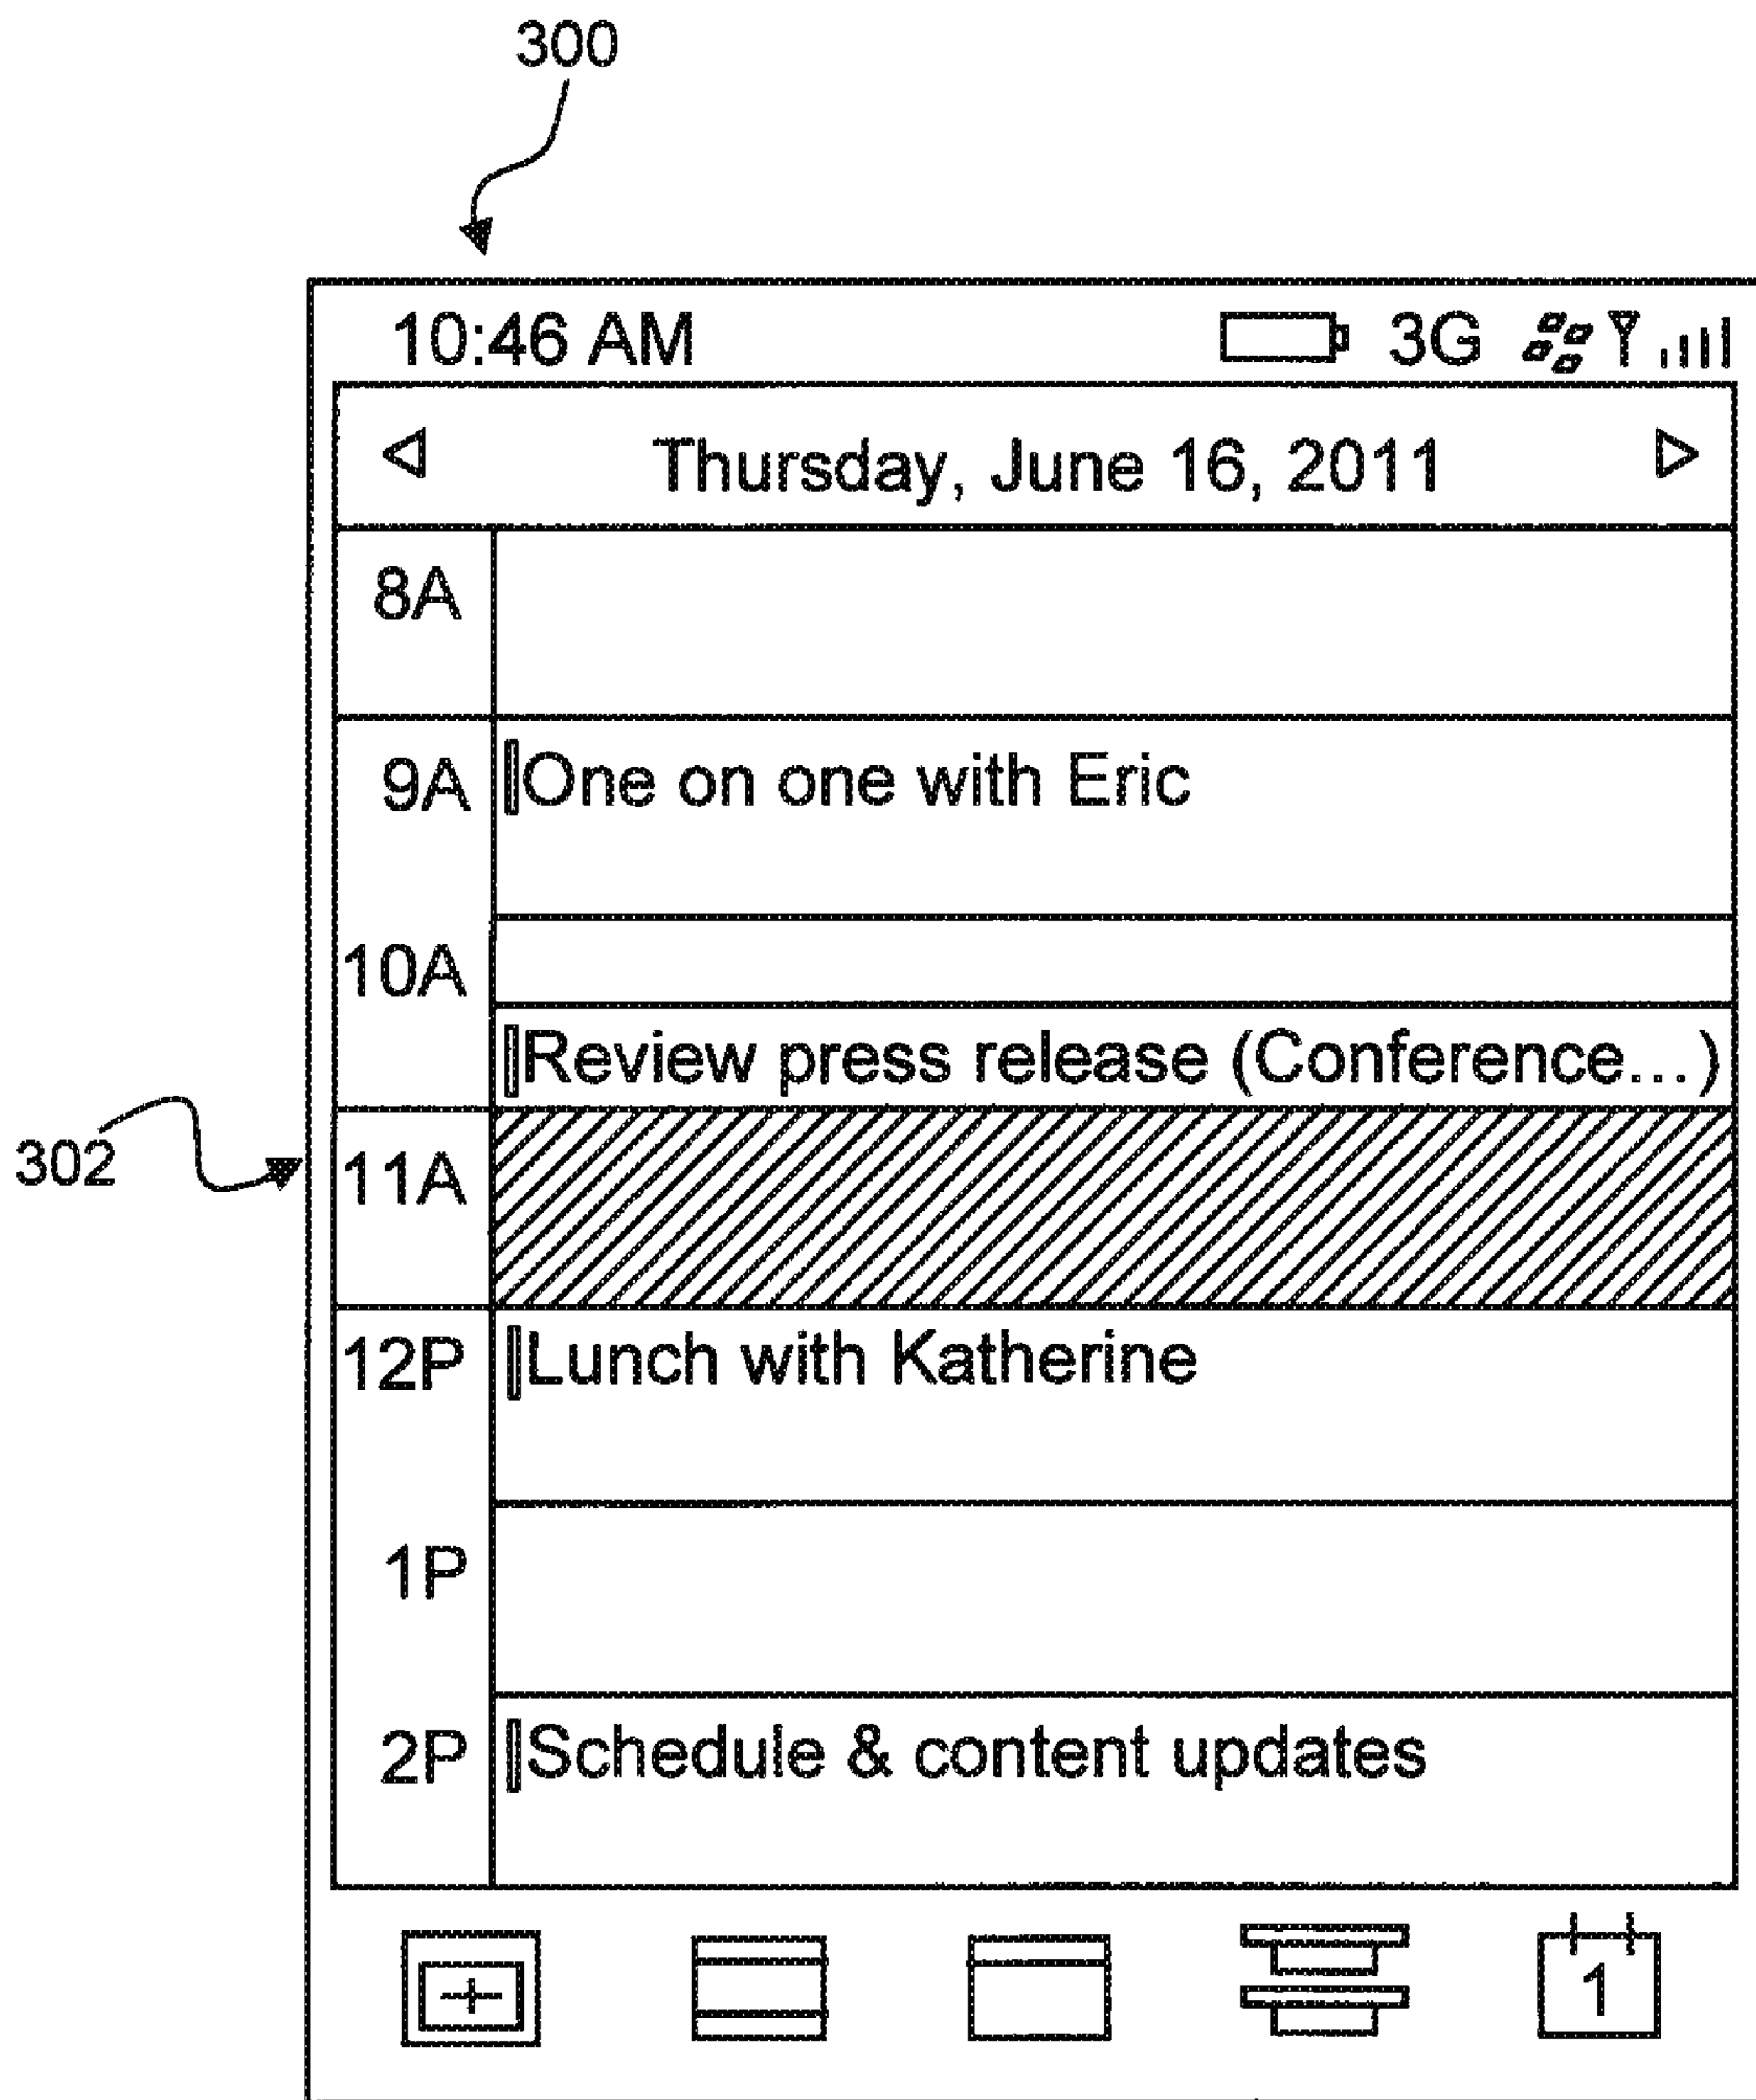 300
10:46 AM 3G
Thursday, June 16, 2011
8A
9A One on one with Eric
10A
Review press release (Conference...)
302
11A
12P Lunch with Katherine
1P
2P Schedule & content updates
1